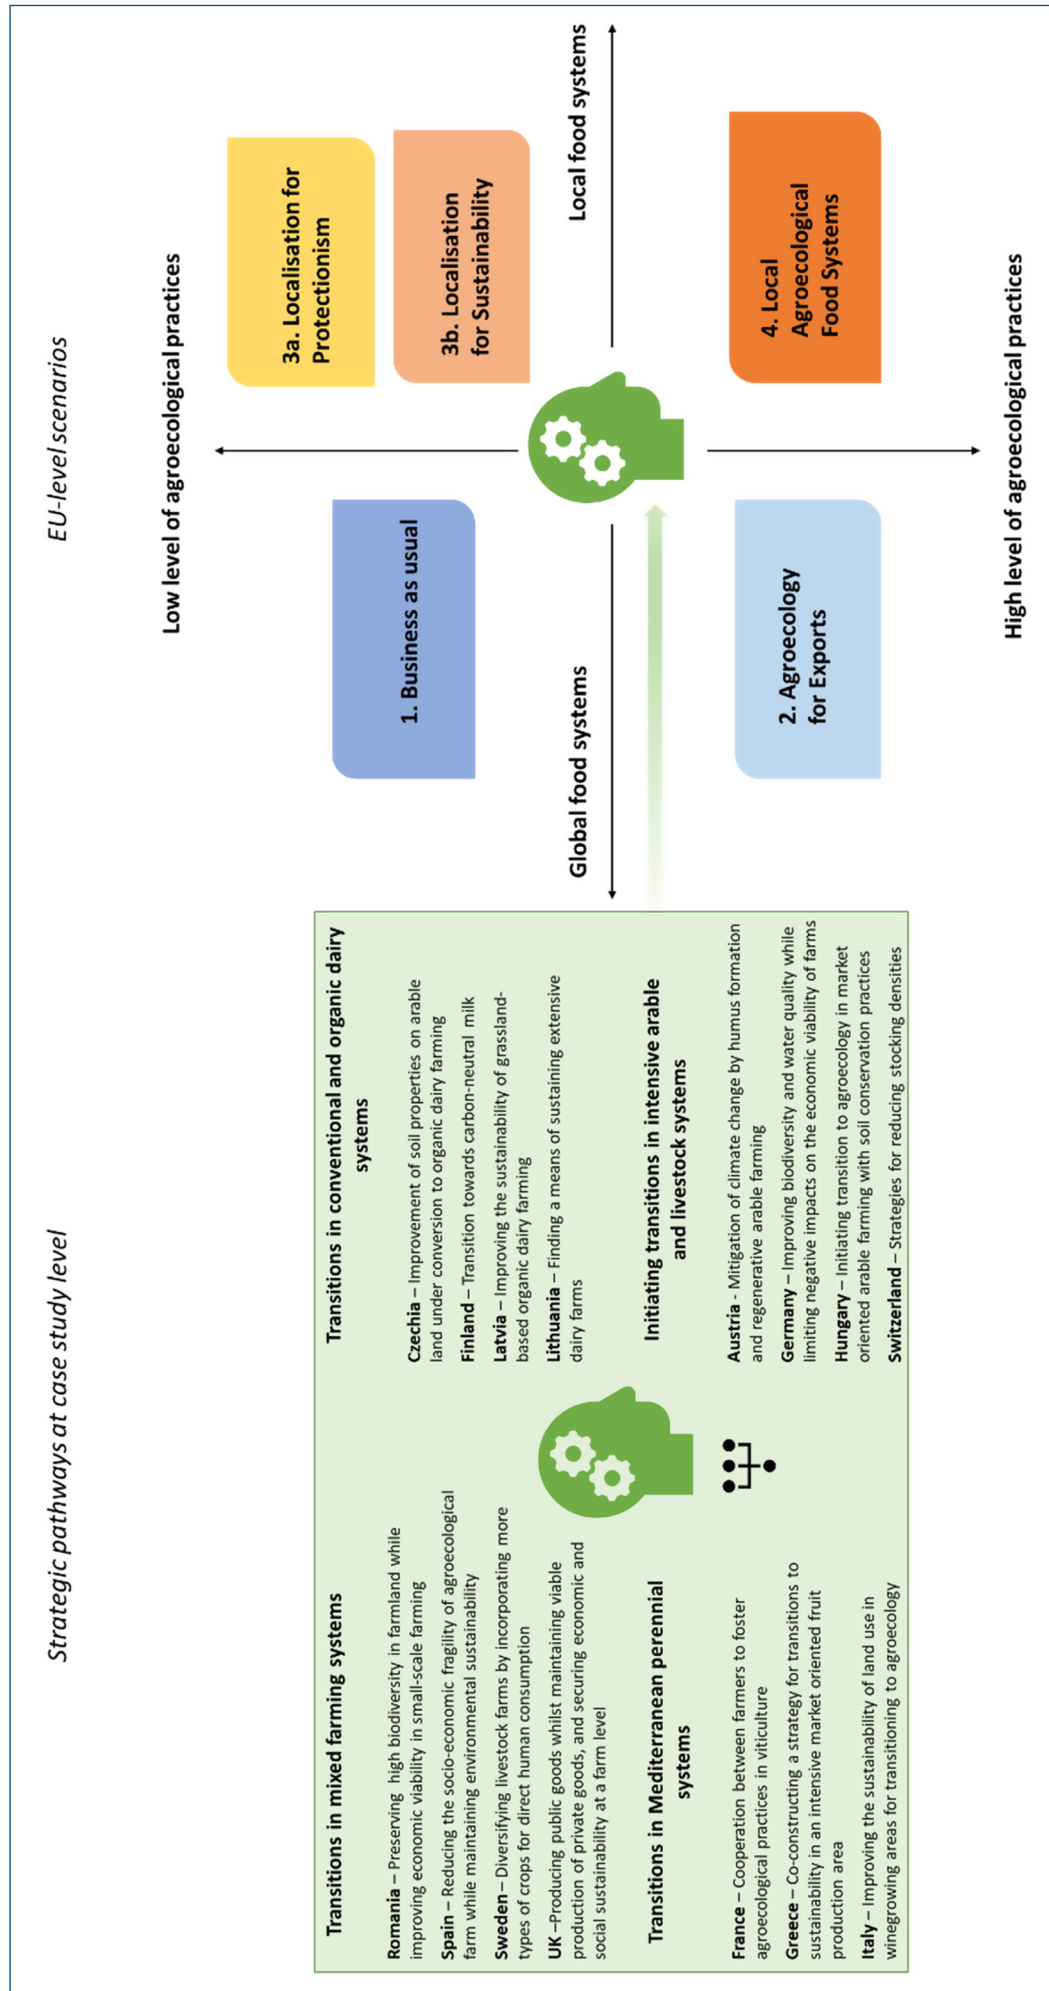 Strategic pathways at case study level
EU-level scenarios
Transitions in mixed farming systems
Romania – Preserving high biodiversity in farmland while
improving economic viability in small-scale farming
Spain – Reducing the socio-economic fragility of agroecological
farm while maintaining environmental sustainability
Sweden – Diversifying livestock farms by incorporating more
types of crops for direct human consumption
UK –Producing public goods whilst maintaining viable
production of private goods, and securing economic and
social sustainability at a farm level
Transitions in conventional and organic dairy
systems
Czechia – Improvement of soil properties on arable
land under conversion to organic dairy farming
Finland – Transition towards carbon-neutral milk
Latvia – Improving the sustainability of grassland-
based organic dairy farming
Lithuania – Finding a means of sustaining extensive
dairy farms
Transitions in Mediterranean perennial
systems
France – Cooperation between farmers to foster
agroecological practices in viticulture
Greece – Co-constructing a strategy for transitions to
sustainability in an intensive market oriented fruit
production area
Italy – Improving the sustainability of land use in
winegrowing areas for transitioning to agroecology
Initiating transitions in intensive arable
and livestock systems
Austria - Mitigation of climate change by humus formation
and regenerative arable farming
Germany – Improving biodiversity and water quality while
limiting negative impacts on the economic viability of farms
Hungary – Initiating transition to agroecology in market
oriented arable farming with soil conservation practices
Switzerland – Strategies for reducing stocking densities
Low level of agroecological practices
1. Business as usual
3a. Localisation for
Protectionism
3b. Localisation
for Sustainability
Global food systems
Local food systems
2. Agroecology
for Exports
4. Local
Agroecological
Food Systems
High level of agroecological practices